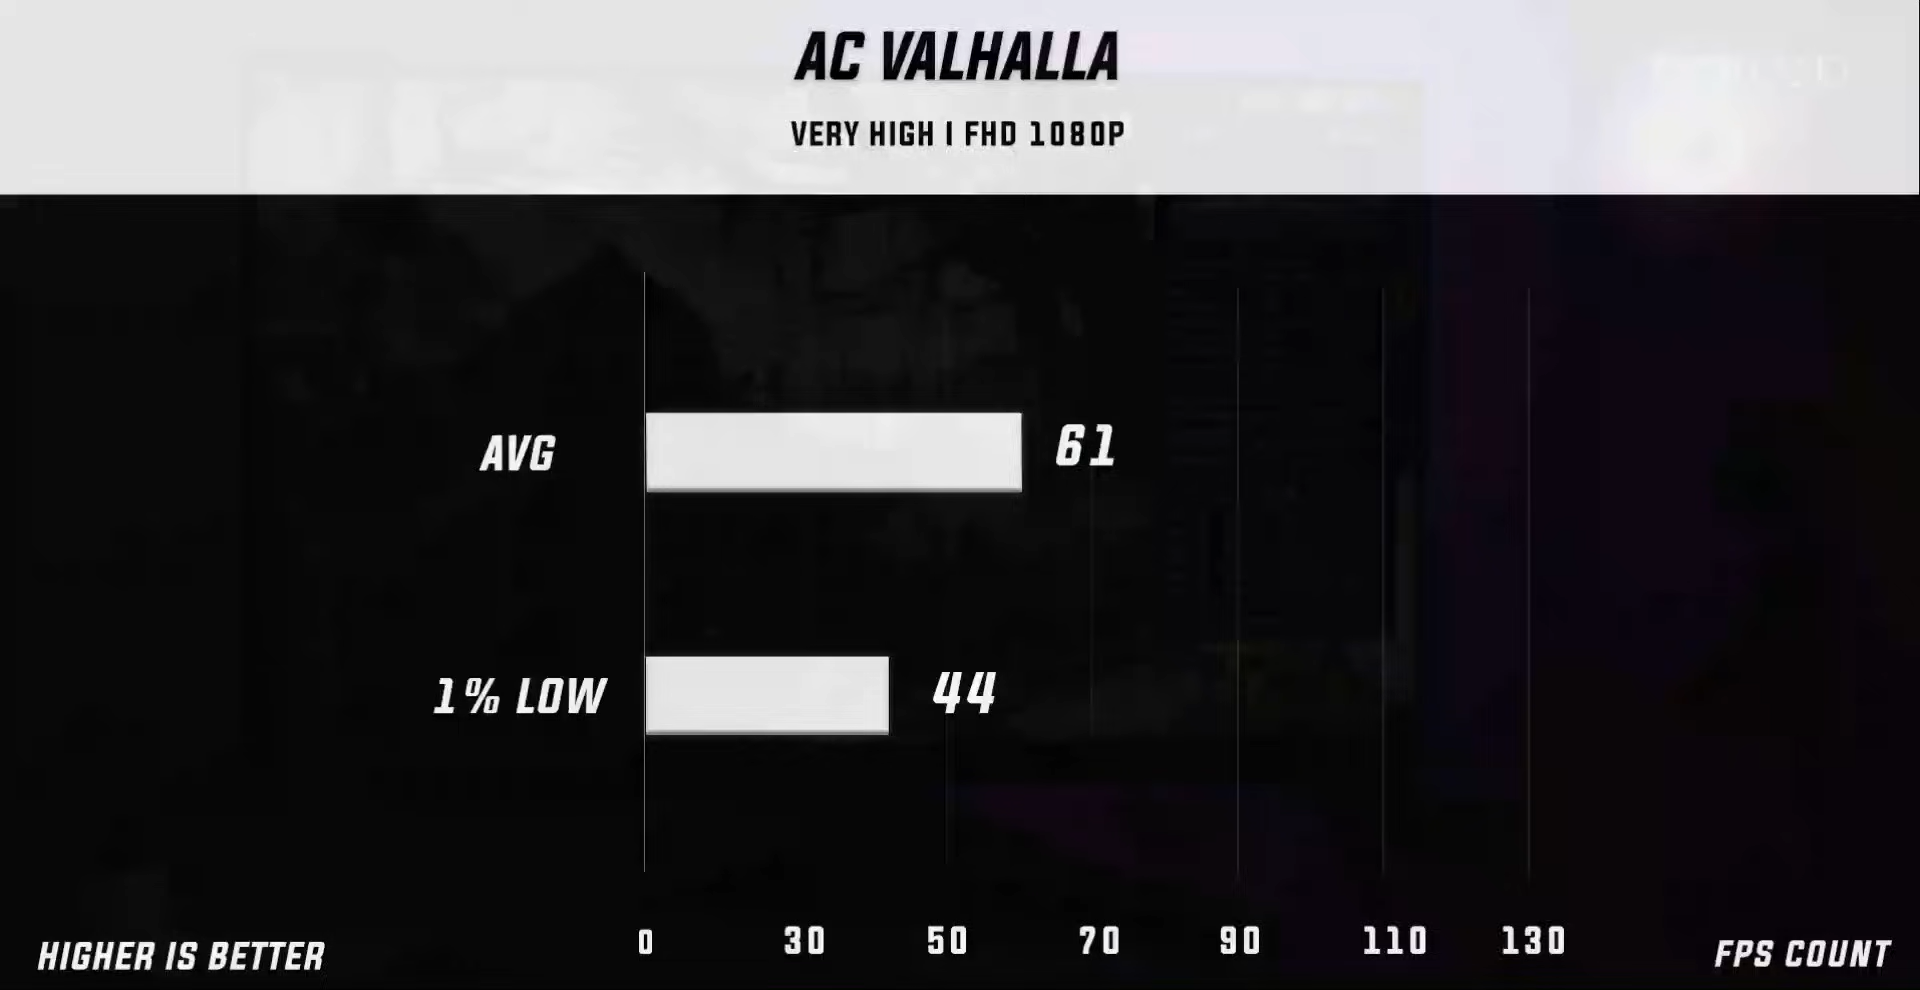 AC VALHALLA
VERY HIGH | FHD 1080P
AVG 61
1% LOW 44
0 30 50 70 90 110 130
HIGHER IS BETTER
FPS COUNT